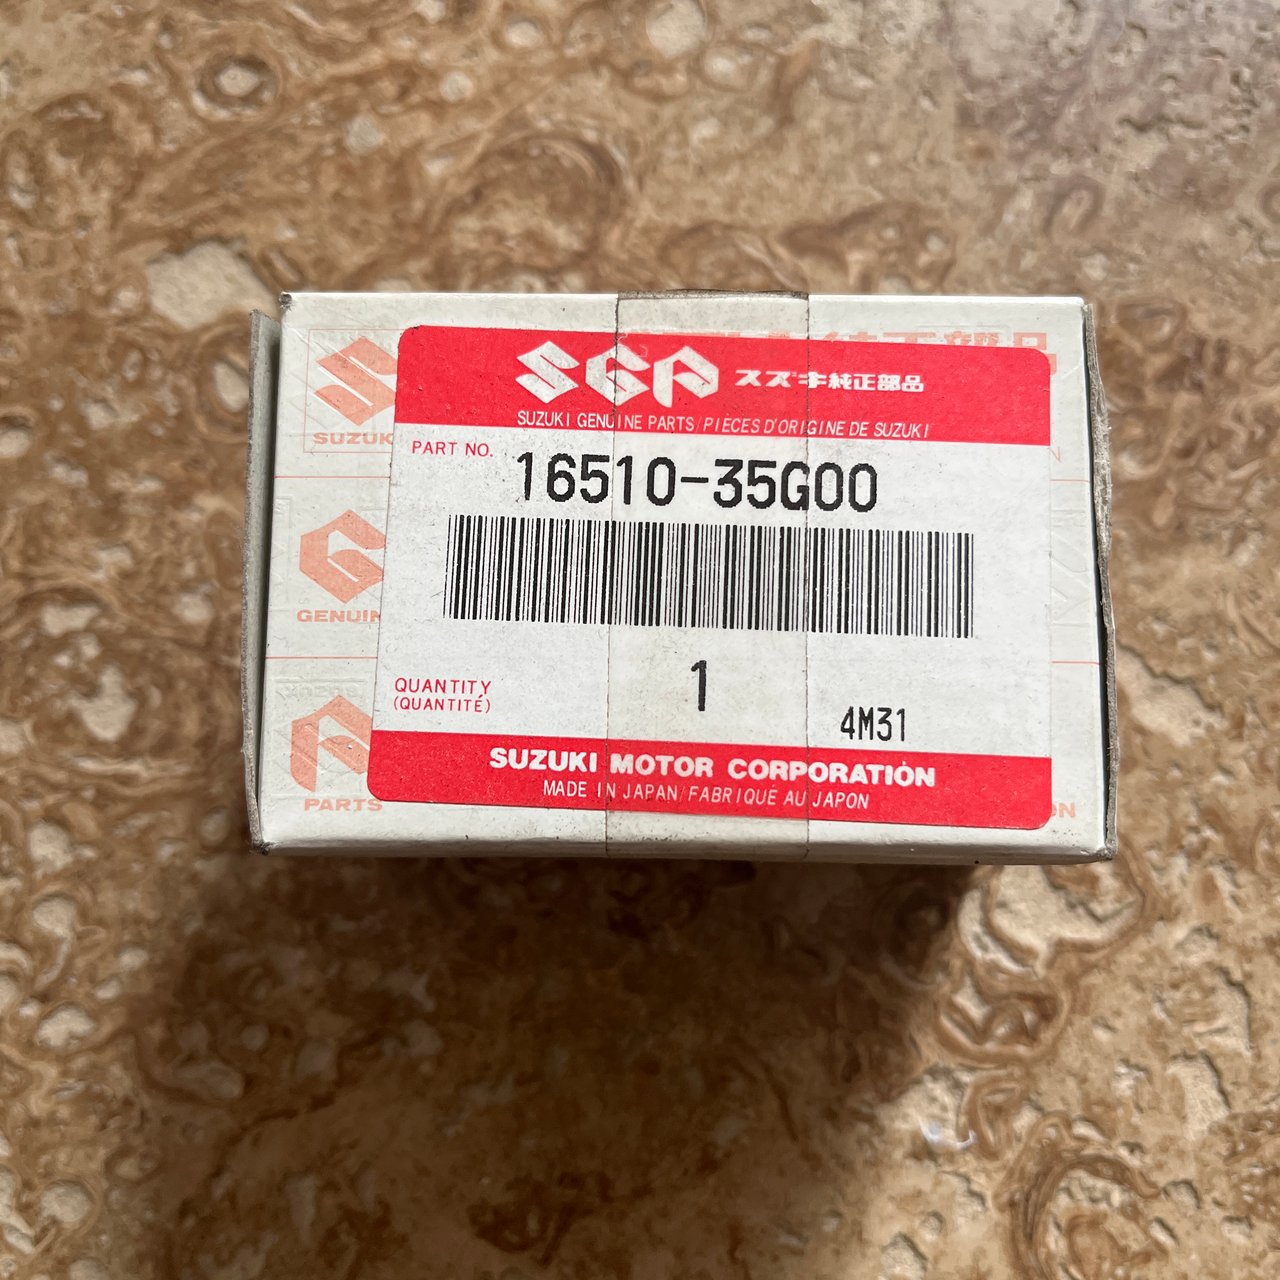 SGP スズキ純正部品
SUZUKI GENUINE PARTS/PIÈCES D'ORIGINE DE SUZUKI
PART NO. 16510-35G00
QUANTITY 1
(QUANTITÉ) 4M31
SUZUKI MOTOR CORPORATION
MADE IN JAPAN/FABRIQUÉ AU JAPON
SUZUK
GENUIN
PARTS